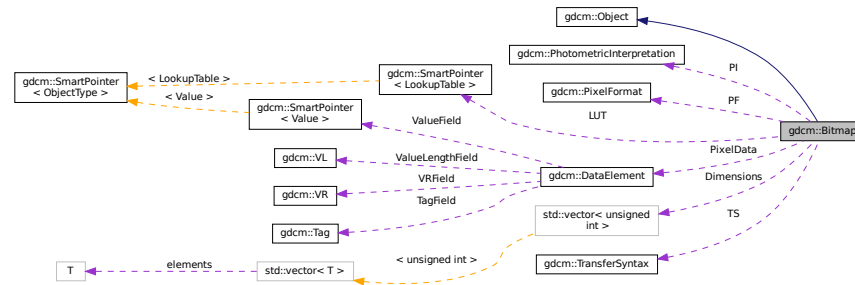 gdcm::Object
gdcm::PhotometricInterpretation
PI
gdcm::SmartPointer
< ObjectType >
< LookupTable >
gdcm::SmartPointer
< LookupTable >
gdcm::PixelFormat
PF
< Value >
gdcm::SmartPointer
< Value >
ValueField
LUT
gdcm::Bitmap
gdcm::VL
ValueLengthField
PixelData
VRField
gdcm::DataElement
Dimensions
gdcm::VR
TagField
gdcm::Tag
std::vector< unsigned
int >
TS
< unsigned int >
gdcm::TransferSyntax
T
elements
std::vector< T >